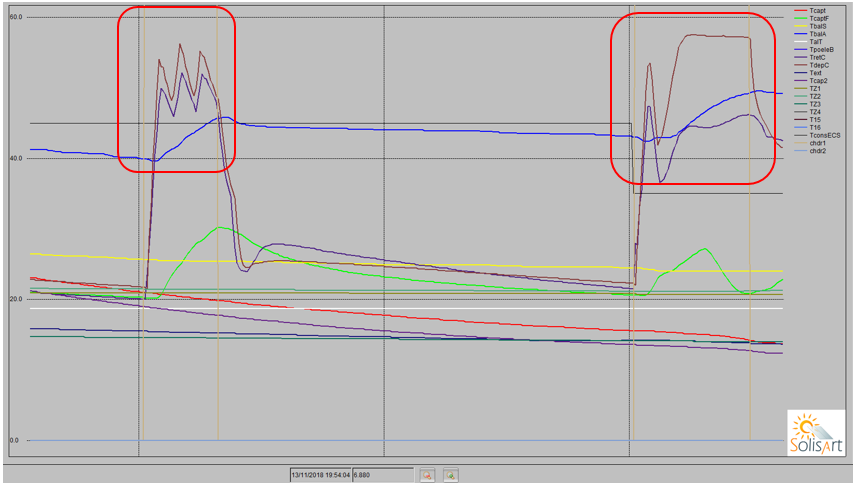 60.0
40.0
20.0
0.0
Tcapt
TcaptF
TbalS
TbalA
TalT
TpoeleB
TretC
TdepC
Text
Tcap2
TZ1
TZ2
TZ3
TZ4
T15
T16
TconsECS
chdr1
chdr2
SolisArt
13/11/2018 19:54:04 6.880